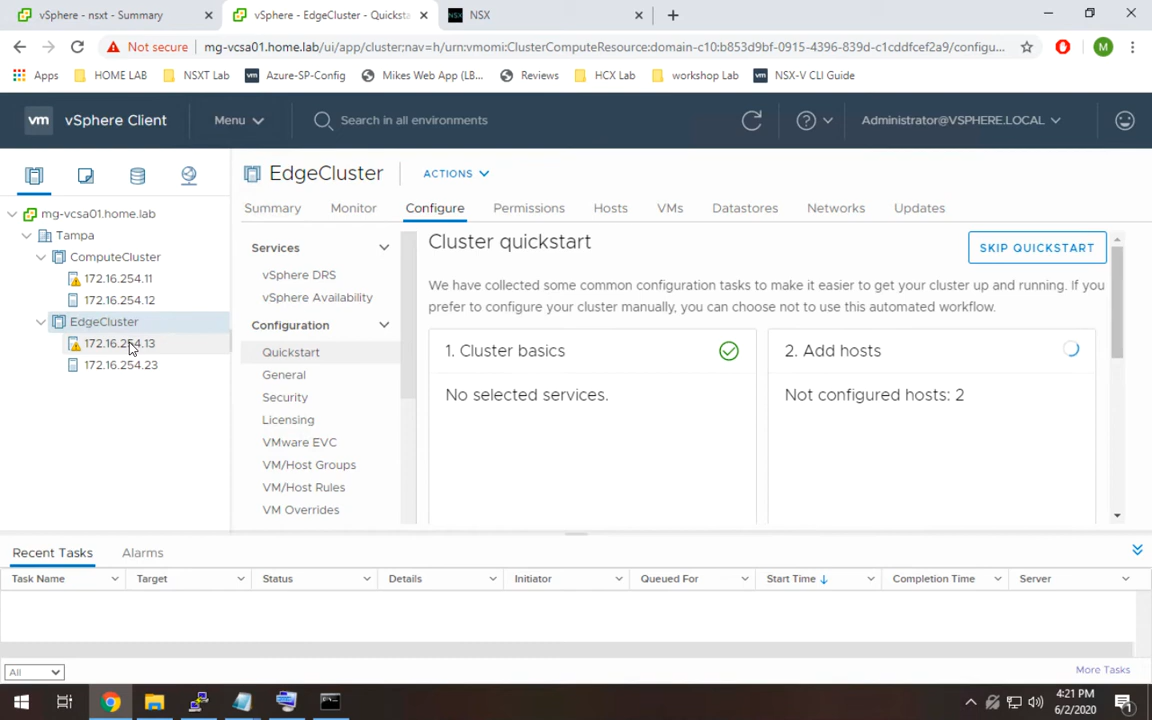 vSphere - nsxt - Summary
vSphere - EdgeCluster - Quicksta
NSX
NSX
Not secure
mg-vcsa01.home.lab/ui/app/cluster;nav=h/urn:vmomi:ClusterComputeResource:domain-c10:b853d9bf-0915-4396-839d-c1cddfcef2a9/configu...
M
Apps
HOME LAB
NSXT Lab
vm
Azure-SP-Config
Mikes Web App (LB...
Reviews
HCX Lab
workshop Lab
vm
NSX-V CLI Guide
vm
vSphere Client
Menu
Search in all environments
Administrator@VSPHERE.LOCAL
mg-vcsa01.home.lab
Tampa
ComputeCluster
172.16.254.11
172.16.254.12
EdgeCluster
172.16.254.13
172.16.254.23
EdgeCluster
ACTIONS
Summary
Monitor
Configure
Permissions
Hosts
VMs
Datastores
Networks
Updates
Services
vSphere DRS
vSphere Availability
Configuration
Quickstart
General
Security
Licensing
VMware EVC
VM/Host Groups
VM/Host Rules
VM Overrides
Cluster quickstart
SKIP QUICKSTART
We have collected some common configuration tasks to make it easier to get your cluster up and running. If you
prefer to configure your cluster manually, you can choose not to use this automated workflow.
1. Cluster basics
No selected services.
2. Add hosts
Not configured hosts: 2
Recent Tasks
Alarms
Task Name
Target
Status
Details
Initiator
Queued For
Start Time
Completion Time
Server
All
More Tasks
4:21 PM
6/2/2020
1